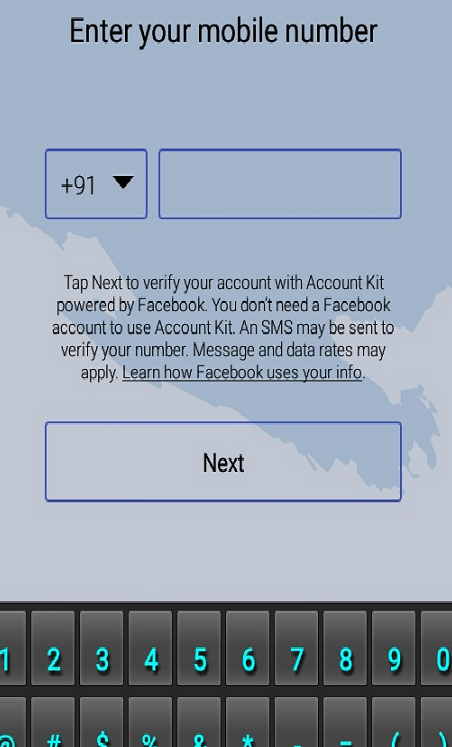 Enter your mobile number
+91
Tap Next to verify your account with Account Kit
powered by Facebook. You don't need a Facebook
account to use Account Kit. An SMS may be sent to
verify your number. Message and data rates may
apply. Learn how Facebook uses your info.
Next
1 2 3 4 5 6 7 8 9 0
@ # $ % & * - = ( )